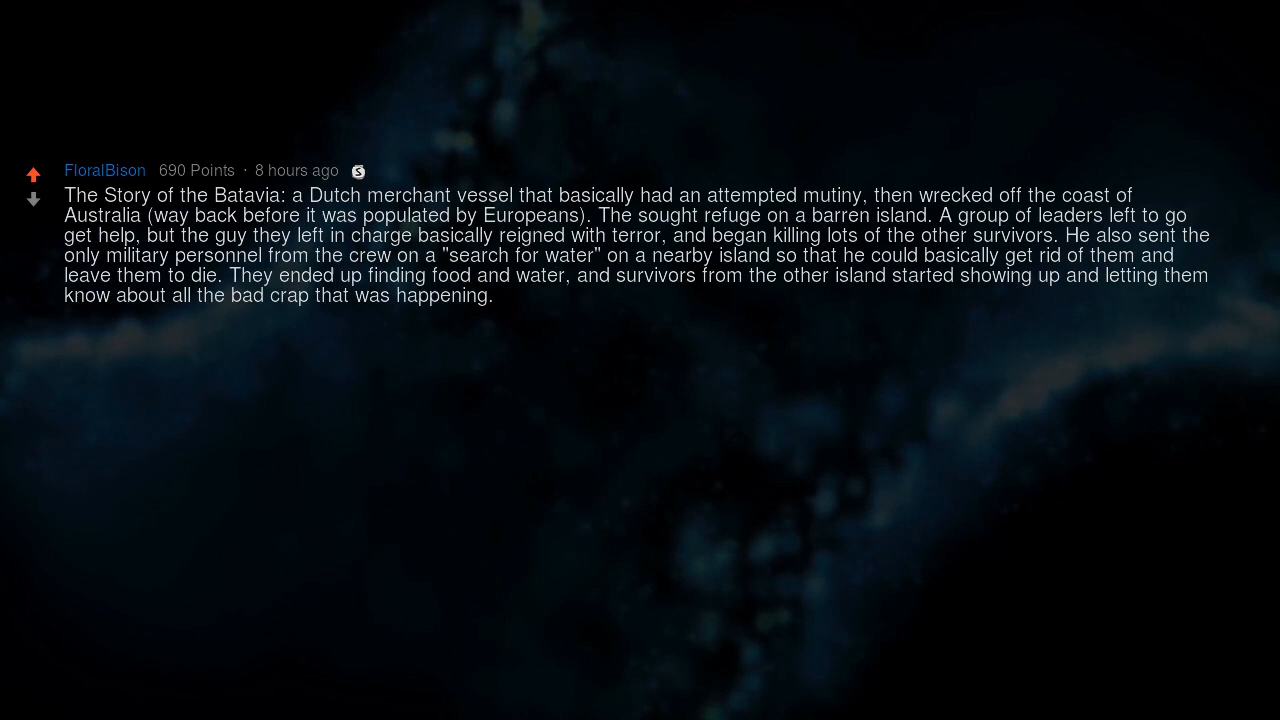 FloralBison 690 Points · 8 hours ago S
The Story of the Batavia: a Dutch merchant vessel that basically had an attempted mutiny, then wrecked off the coast of
Australia (way back before it was populated by Europeans). The sought refuge on a barren island. A group of leaders left to go
get help, but the guy they left in charge basically reigned with terror, and began killing lots of the other survivors. He also sent the
only military personnel from the crew on a "search for water" on a nearby island so that he could basically get rid of them and
leave them to die. They ended up finding food and water, and survivors from the other island started showing up and letting them
know about all the bad crap that was happening.